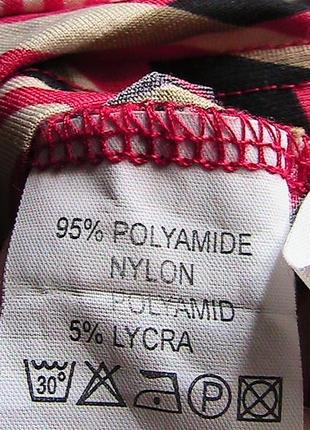 95% POLYAMIDE
NYLON
POLYAMID
5% LYCRA
30° P